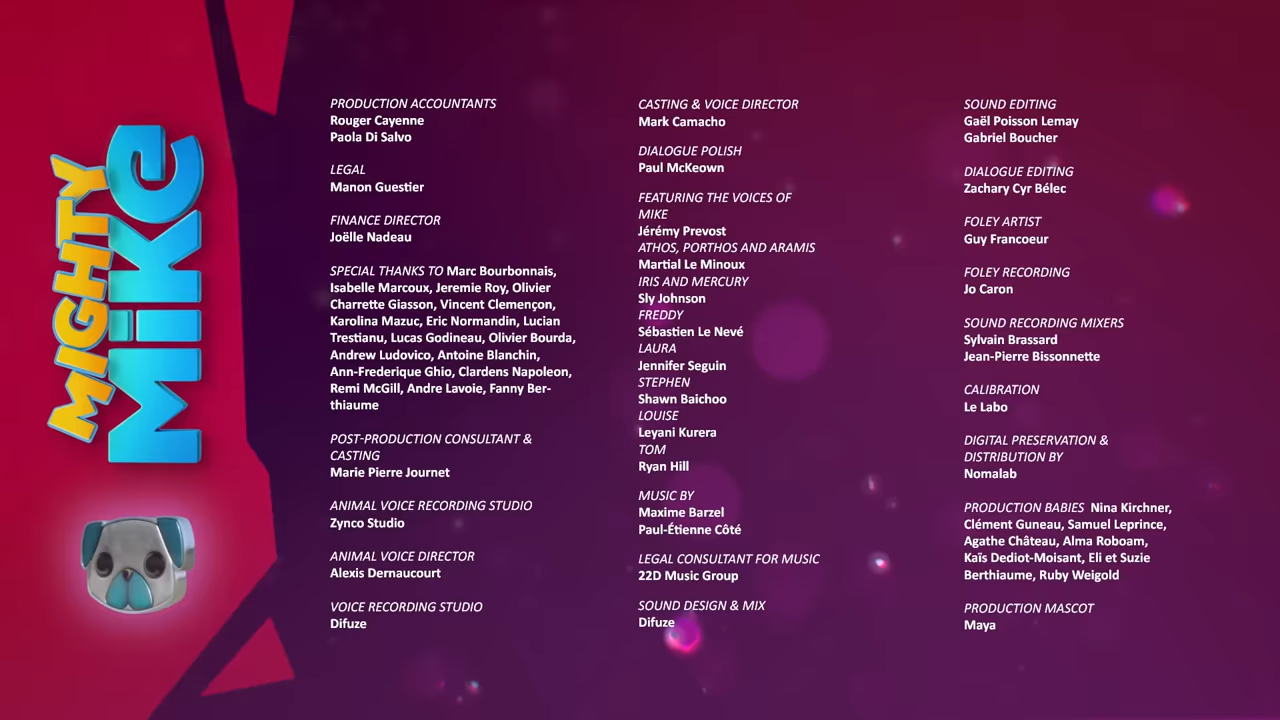 MIGHTY
MiKe
PRODUCTION ACCOUNTANTS
Rouger Cayenne
Paola Di Salvo
LEGAL
Manon Guestier
FINANCE DIRECTOR
Joëlle Nadeau
SPECIAL THANKS TO Marc Bourbonnais,
Isabelle Marcoux, Jeremie Roy, Olivier
Charrette Giasson, Vincent Clemençon,
Karolina Mazuc, Eric Normandin, Lucian
Trestianu, Lucas Godineau, Olivier Bourda,
Andrew Ludovico, Antoine Blanchin,
Ann-Frederique Ghio, Clardens Napoleon,
Remi McGill, Andre Lavoie, Fanny Ber-
thiaume
POST-PRODUCTION CONSULTANT &
CASTING
Marie Pierre Journet
ANIMAL VOICE RECORDING STUDIO
Zynco Studio
ANIMAL VOICE DIRECTOR
Alexis Dernaucourt
VOICE RECORDING STUDIO
Difuze
CASTING & VOICE DIRECTOR
Mark Camacho
DIALOGUE POLISH
Paul McKeown
FEATURING THE VOICES OF
MIKE
Jérémy Prevost
ATHOS, PORTHOS AND ARAMIS
Martial Le Minoux
IRIS AND MERCURY
Sly Johnson
FREDDY
Sébastien Le Nevé
LAURA
Jennifer Seguin
STEPHEN
Shawn Baichoo
LOUISE
Leyani Kurera
TOM
Ryan Hill
MUSIC BY
Maxime Barzel
Paul-Étienne Côté
LEGAL CONSULTANT FOR MUSIC
22D Music Group
SOUND DESIGN & MIX
Difuze
SOUND EDITING
Gaël Poisson Lemay
Gabriel Boucher
DIALOGUE EDITING
Zachary Cyr Bélec
FOLEY ARTIST
Guy Francoeur
FOLEY RECORDING
Jo Caron
SOUND RECORDING MIXERS
Sylvain Brassard
Jean-Pierre Bissonnette
CALIBRATION
Le Labo
DIGITAL PRESERVATION &
DISTRIBUTION BY
Nomalab
PRODUCTION BABIES Nina Kirchner,
Clément Guneau, Samuel Leprince,
Agathe Château, Alma Roboam,
Kaïs Dediot-Moisant, Eli et Suzie
Berthiaume, Ruby Weigold
PRODUCTION MASCOT
Maya